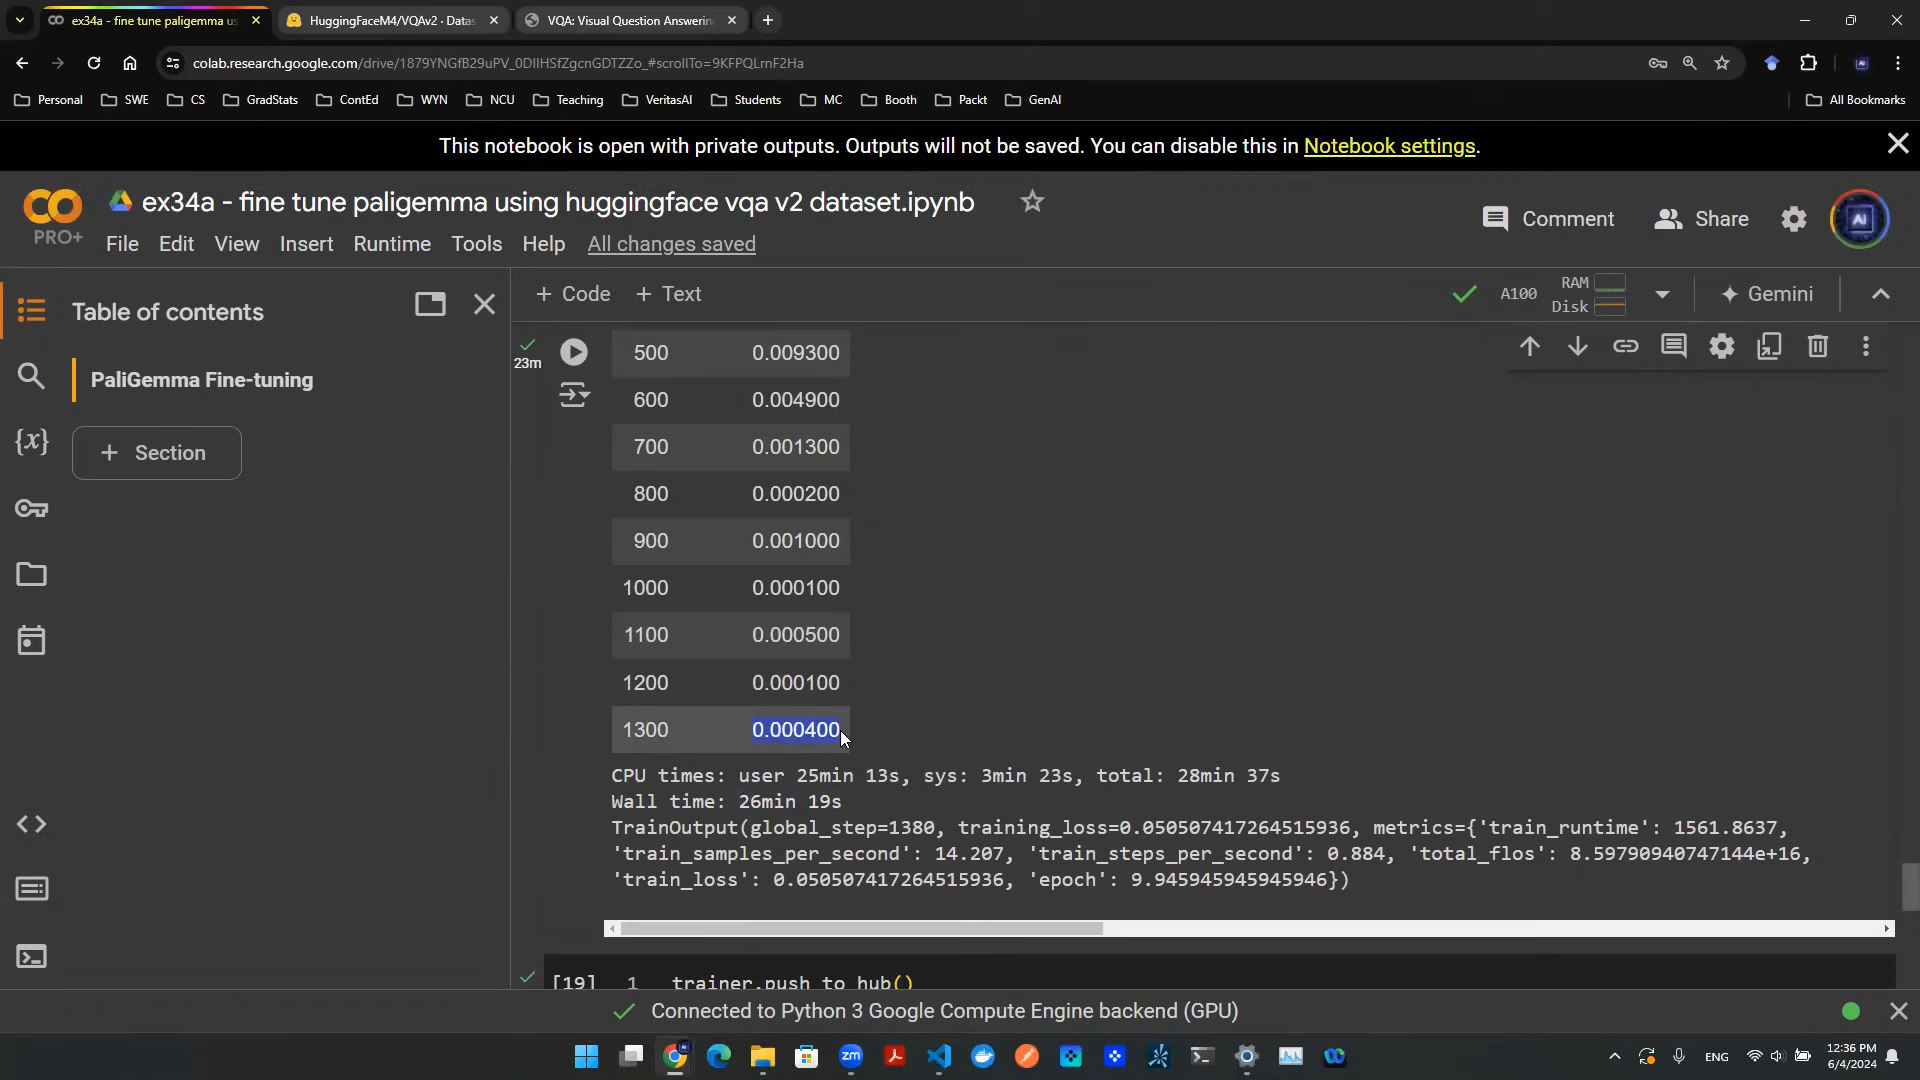 ex34a - fine tune paligemma us
HuggingFaceM4/VQAv2 · Datas
VQA: Visual Question Answerin
colab.research.google.com/drive/1879YNGfB29uPV_0DIIHSfZgcnGDTZZo_#scrollTo=9KFPQLrnF2Ha
Personal SWE CS GradStats ContEd WYN NCU Teaching VeritasAI Students MC Booth Packt GenAI All Bookmarks
This notebook is open with private outputs. Outputs will not be saved. You can disable this in Notebook settings.
ex34a - fine tune paligemma using huggingface vqa v2 dataset.ipynb
PRO+
File Edit View Insert Runtime Tools Help All changes saved
Comment Share
AI
Table of contents
PaliGemma Fine-tuning
+ Section
+ Code + Text
A100
RAM
Disk
Gemini
23m
500 0.009300
600 0.004900
700 0.001300
800 0.000200
900 0.001000
1000 0.000100
1100 0.000500
1200 0.000100
1300 0.000400
CPU times: user 25min 13s, sys: 3min 23s, total: 28min 37s
Wall time: 26min 19s
TrainOutput(global_step=1380, training_loss=0.050507417264515936, metrics={'train_runtime': 1561.8637,
'train_samples_per_second': 14.207, 'train_steps_per_second': 0.884, 'total_flos': 8.59790940747144e+16,
'train_loss': 0.050507417264515936, 'epoch': 9.945945945945946})
[19] 1 trainer.push_to_hub()
Connected to Python 3 Google Compute Engine backend (GPU)
zm
ENG
12:36 PM
6/4/2024